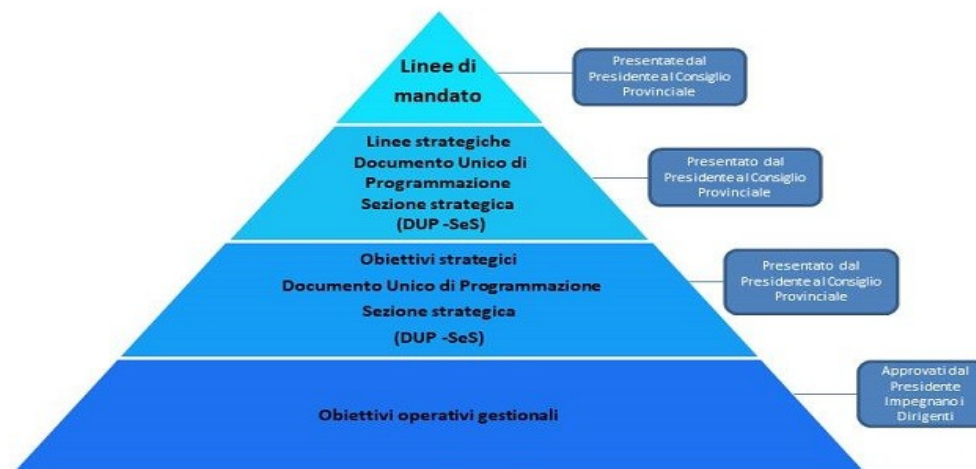 Linee di
mandato
Presentate dal
Presidente al Consiglio
Provinciale
Linee strategiche
Documento Unico di
Programmazione
Sezione strategica
(DUP -SeS)
Presentato dal
Presidente al Consiglio
Provinciale
Obiettivi strategici
Documento Unico di Programmazione
Sezione strategica
(DUP -SeS)
Presentato dal
Presidente al Consiglio
Provinciale
Obiettivi operativi gestionali
Approvati dal
Presidente
Impegnano i
Dirigenti